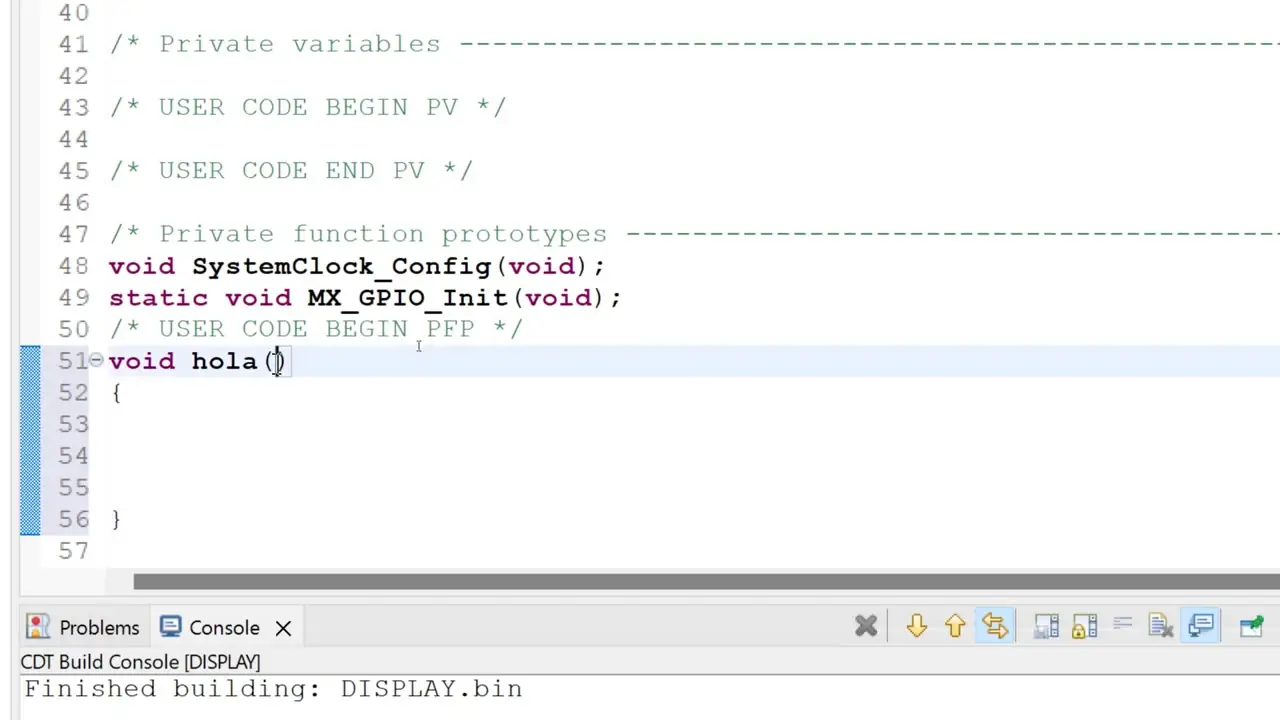 40
41 /* Private variables ---------------------------------------------------
42
43 /* USER CODE BEGIN PV */
44
45 /* USER CODE END PV */
46
47 /* Private function prototypes -----------------------------------------
48 void SystemClock_Config(void);
49 static void MX_GPIO_Init(void);
50 /* USER CODE BEGIN PFP */
51 void hola()
52 {
53
54
55
56 }
57
Problems Console
CDT Build Console [DISPLAY]
Finished building: DISPLAY.bin